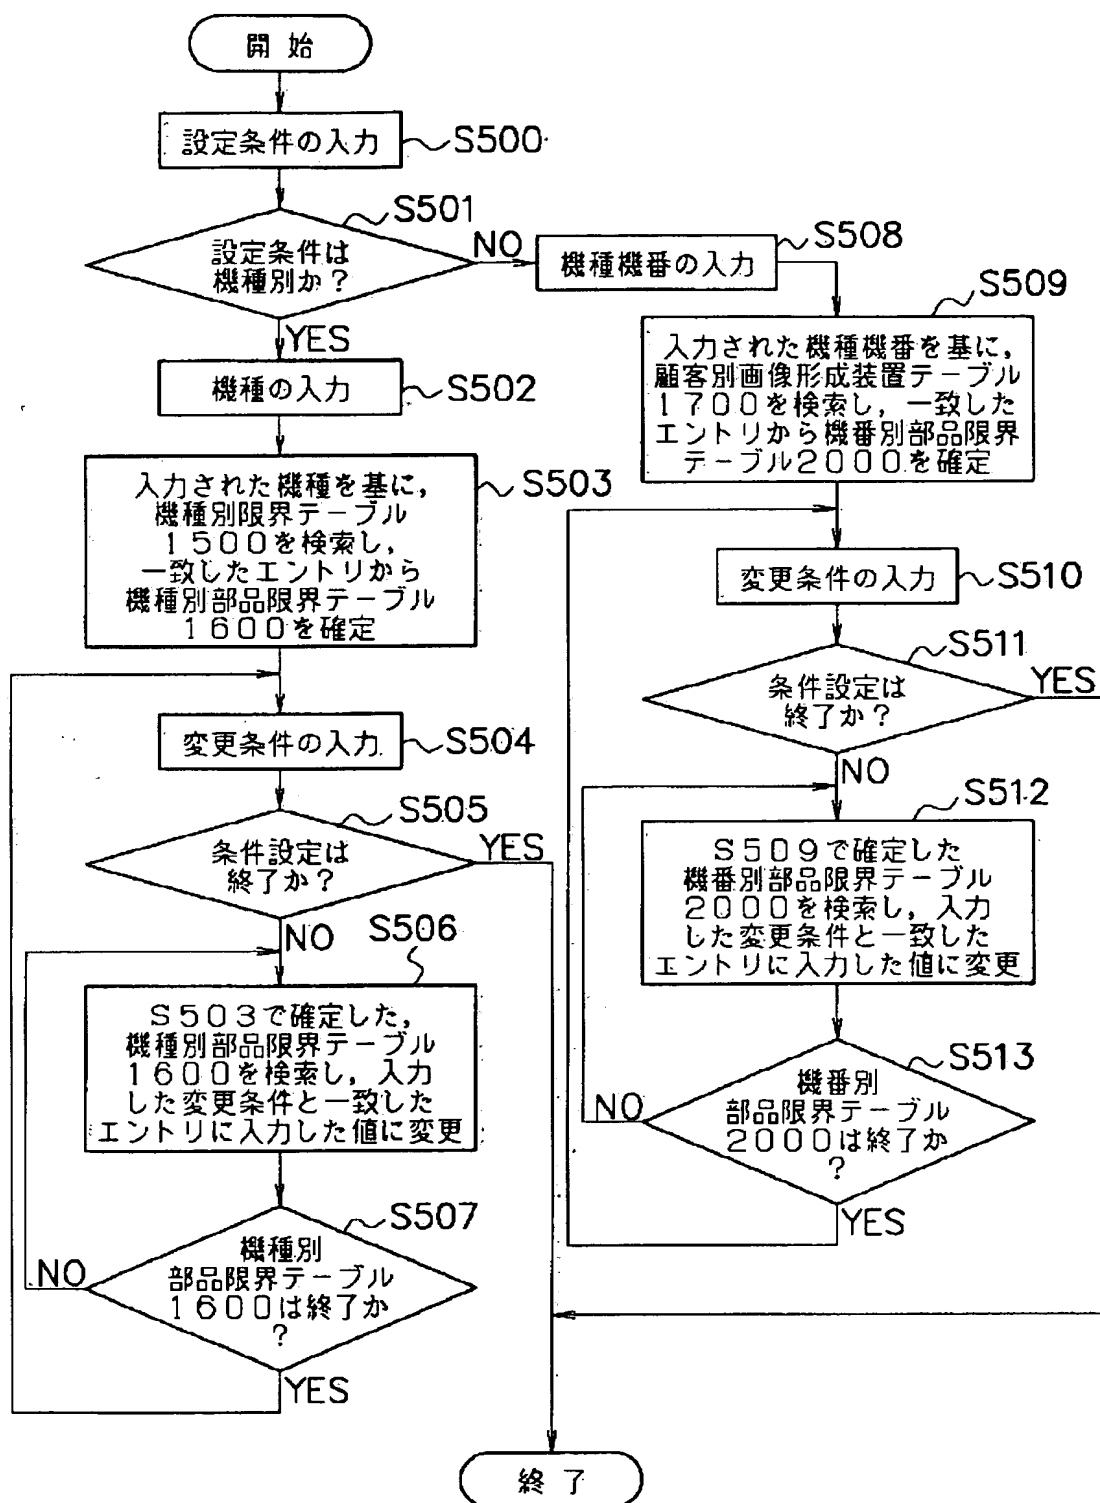 開始
設定条件の入力
S500
設定条件は
機種別か？
S501
NO
YES
機種の入力
S502
入力された機種を基に，
機種別限界テーブル
１５００を検索し，
一致したエントリから
機種別部品限界テーブル
１６００を確定
S503
変更条件の入力
S504
条件設定は
終了か？
S505
YES
NO
S506
Ｓ５０３で確定した，
機種別部品限界テーブル
１６００を検索し，入力
した変更条件と一致した
エントリに入力した値に変更
S507
機種別
部品限界テーブル
１６００は終了か
？
NO
YES
機種機番の入力
S508
S509
入力された機種機番を基に，
顧客別画像形成装置テーブル
１７００を検索し，一致した
エントリから機番別部品限界
テーブル２０００を確定
変更条件の入力
S510
S511
条件設定は
終了か？
YES
NO
S512
Ｓ５０９で確定した
機番別部品限界テーブル
２０００を検索し，入力
した変更条件と一致した
エントリに入力した値に変更
S513
機番別
部品限界テーブル
２０００は終了か
？
NO
YES
終了